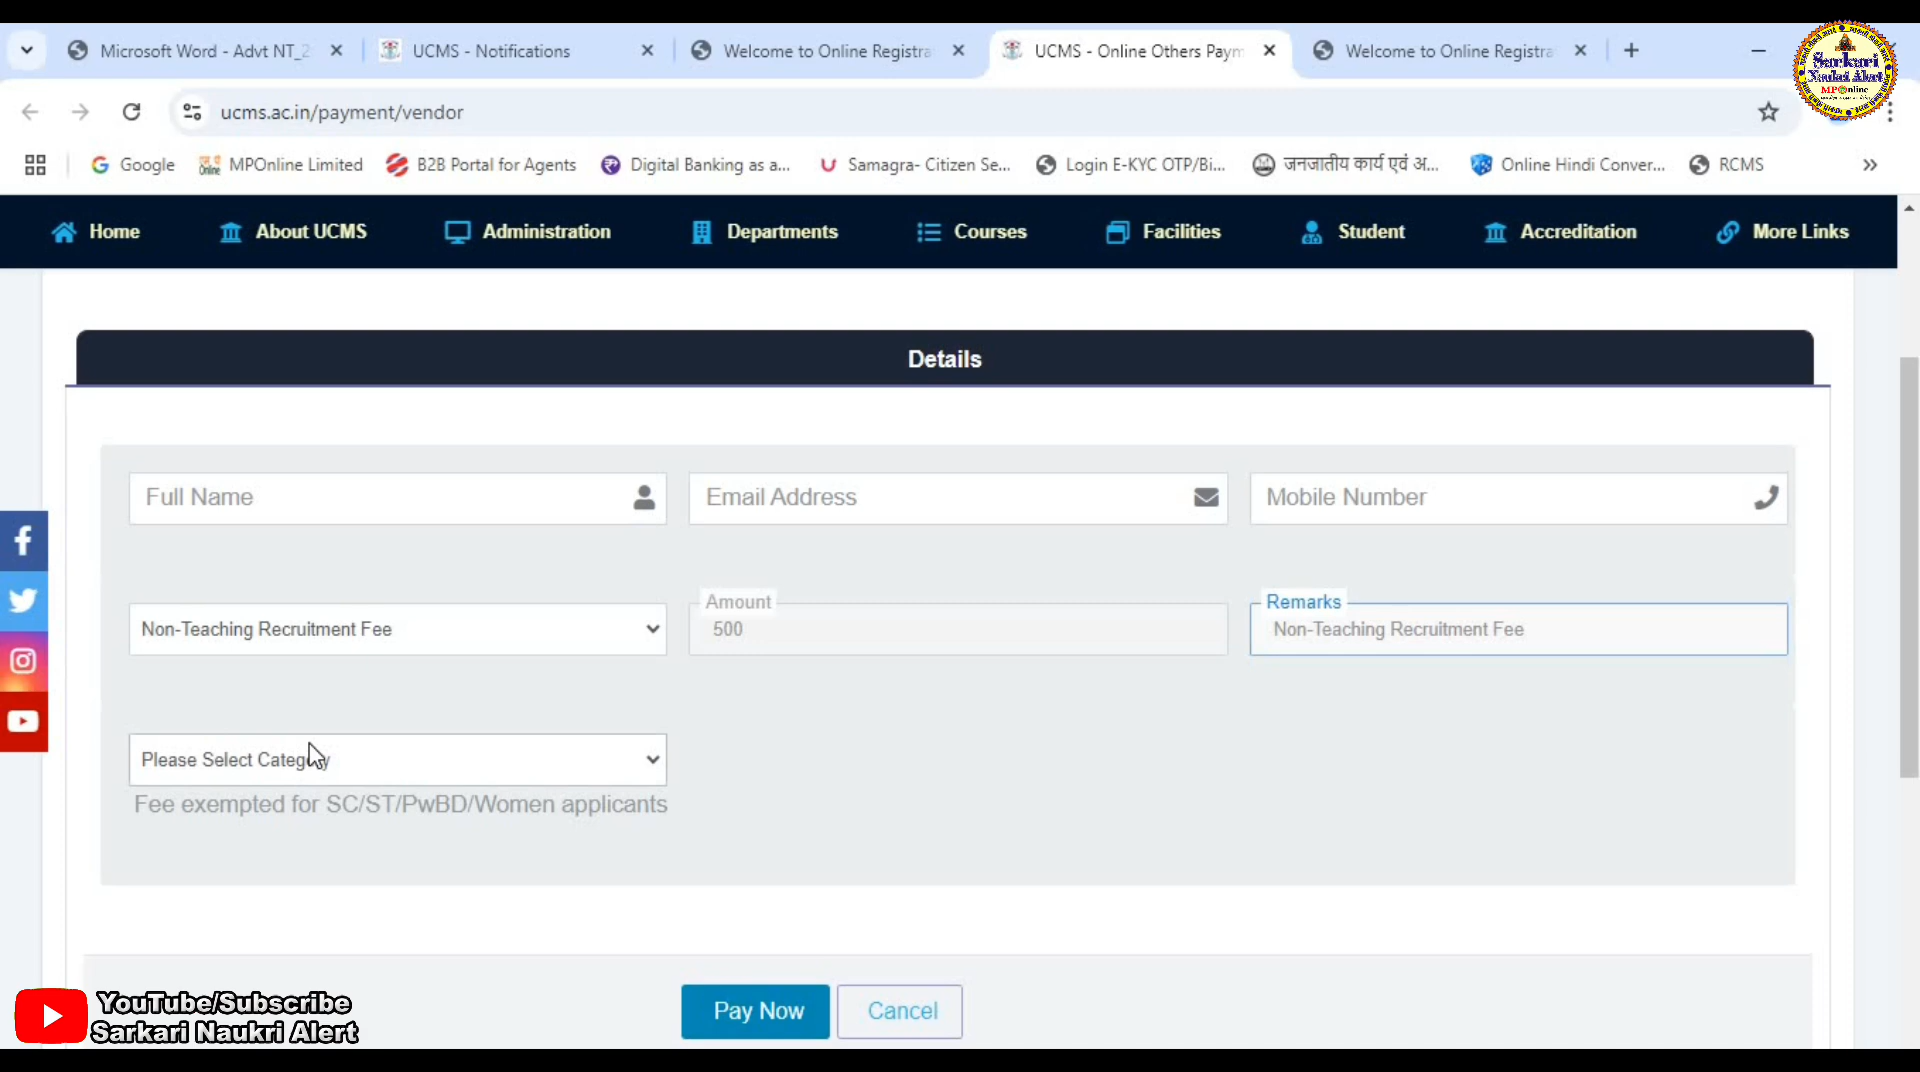 Microsoft Word - Advt NT_2
UCMS - Notifications
Welcome to Online Registra
UCMS - Online Others Paym
Welcome to Online Registra
Sarkari
MPOnline
ucms.ac.in/payment/vendor
Google
MPOnline Limited
B2B Portal for Agents
Digital Banking as a...
Samagra- Citizen Se...
Login E-KYC OTP/Bi...
जनजातीय कार्य एवं अ...
Online Hindi Conver...
RCMS
Home
About UCMS
Administration
Departments
Courses
Facilities
Student
Accreditation
More Links
Details
Full Name
Email Address
Mobile Number
Non-Teaching Recruitment Fee
Amount
500
Remarks
Non-Teaching Recruitment Fee
Please Select Category
Fee exempted for SC/ST/PwBD/Women applicants
Pay Now
Cancel
YouTube/Subscribe
Sarkari Naukri Alert